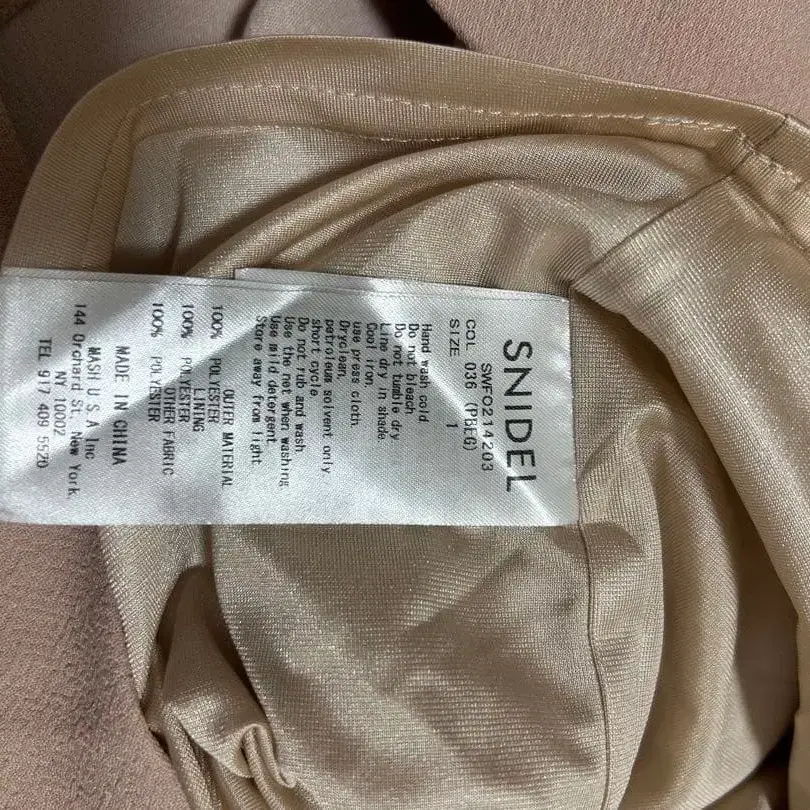 SNIDEL
SWFO214203
COL 036 (PBEG)
SIZE 1
Hand wash cold
Do not bleach
Do not tumble dry
Line dry in shade
Cool iron.
use press cloth.
Dryclean,
petroleum solvent only
short cycle
Do not rub and wash
Use the net when washing
Use mild detergent
Store away from light
OUTER MATERIAL
100% POLYESTER
LINING
100% POLYESTER
OTHER FABRIC
100% POLYESTER
MADE IN CHINA
MASH U S A Inc
144 Orchard St. New York,
NY 10002
TEL 917 409 5520